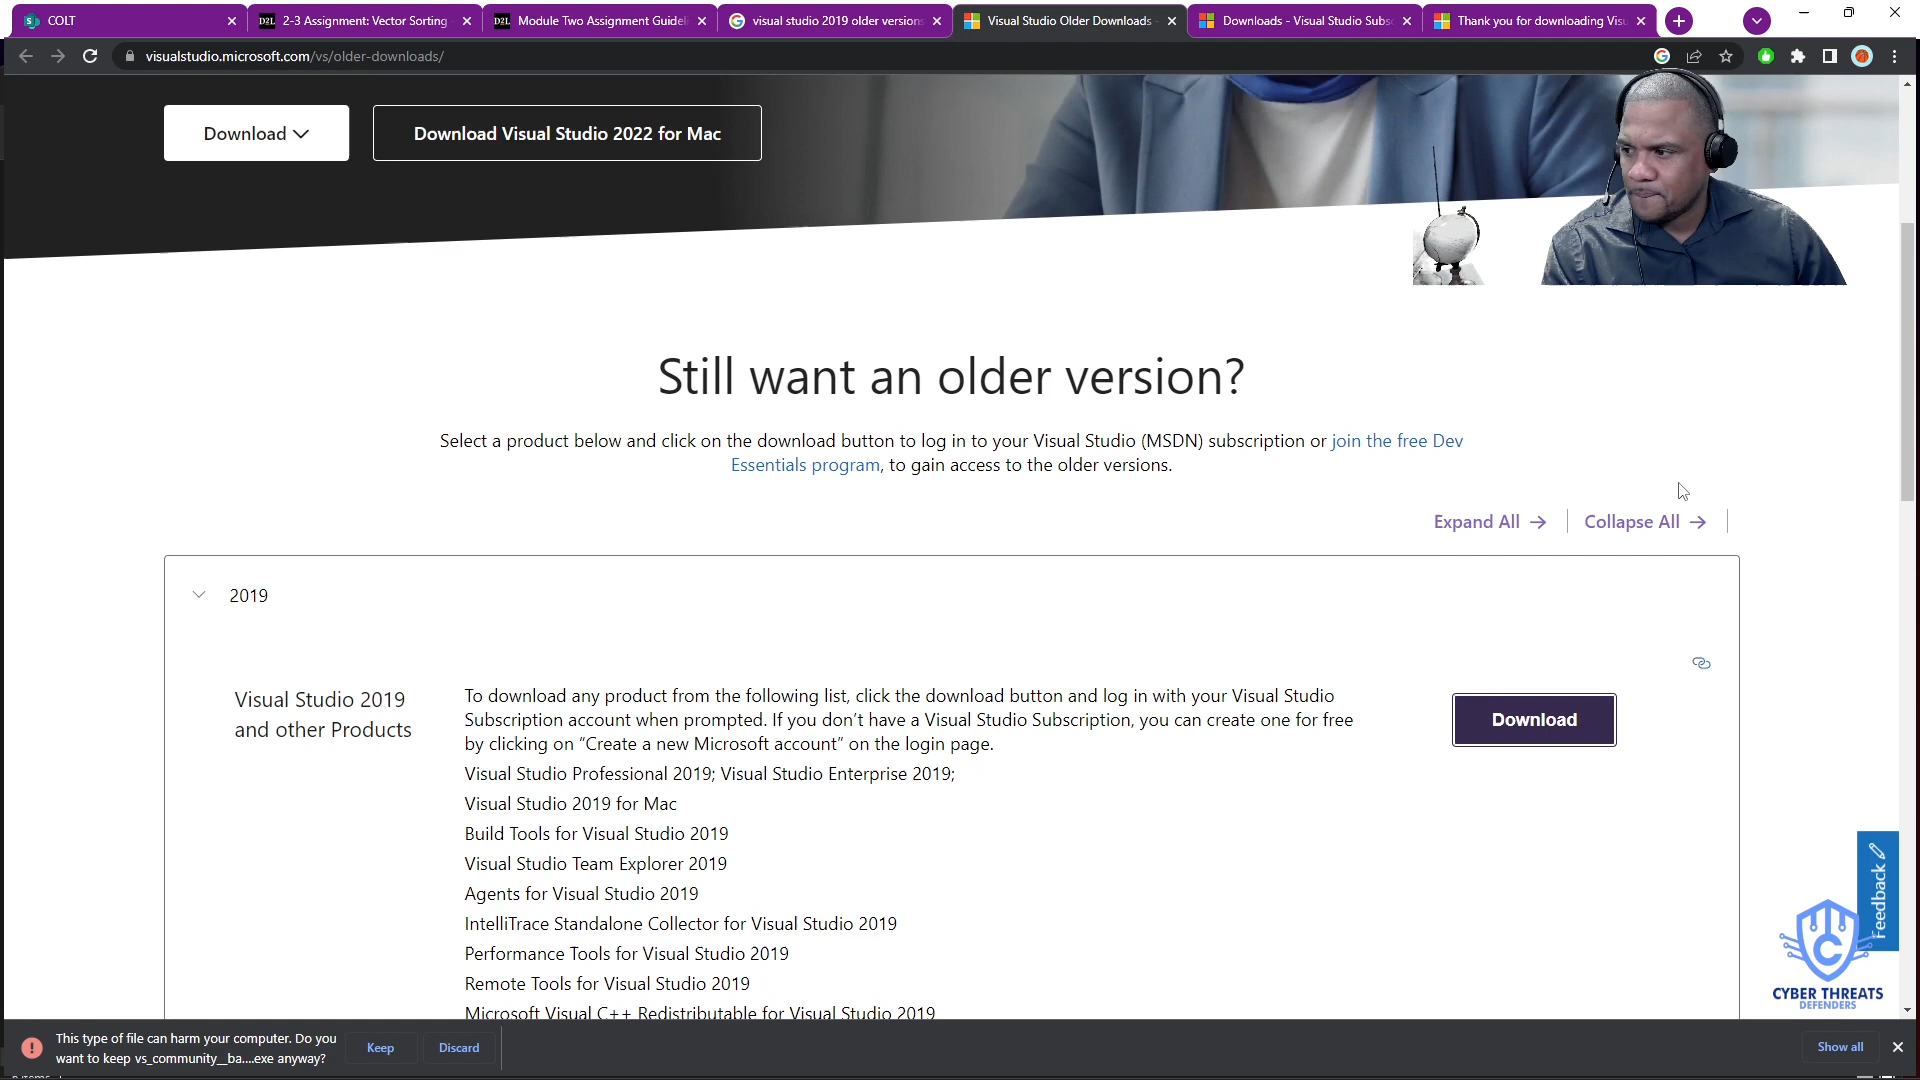 COLT
2-3 Assignment: Vector Sorting
Module Two Assignment Guidel
visual studio 2019 older versions
Visual Studio Older Downloads -
Downloads - Visual Studio Subsc
Thank you for downloading Visu
visualstudio.microsoft.com/vs/older-downloads/
Download
Download Visual Studio 2022 for Mac
Still want an older version?
Select a product below and click on the download button to log in to your Visual Studio (MSDN) subscription or join the free Dev
Essentials program, to gain access to the older versions.
Expand All
Collapse All
2019
Visual Studio 2019
and other Products
To download any product from the following list, click the download button and log in with your Visual Studio
Subscription account when prompted. If you don't have a Visual Studio Subscription, you can create one for free
by clicking on “Create a new Microsoft account” on the login page.
Visual Studio Professional 2019; Visual Studio Enterprise 2019;
Visual Studio 2019 for Mac
Build Tools for Visual Studio 2019
Visual Studio Team Explorer 2019
Agents for Visual Studio 2019
IntelliTrace Standalone Collector for Visual Studio 2019
Performance Tools for Visual Studio 2019
Remote Tools for Visual Studio 2019
Microsoft Visual C++ Redistributable for Visual Studio 2019
Download
Feedback
CYBER THREATS
DEFENDERS
This type of file can harm your computer. Do you
want to keep vs_community__ba....exe anyway?
Keep
Discard
Show all